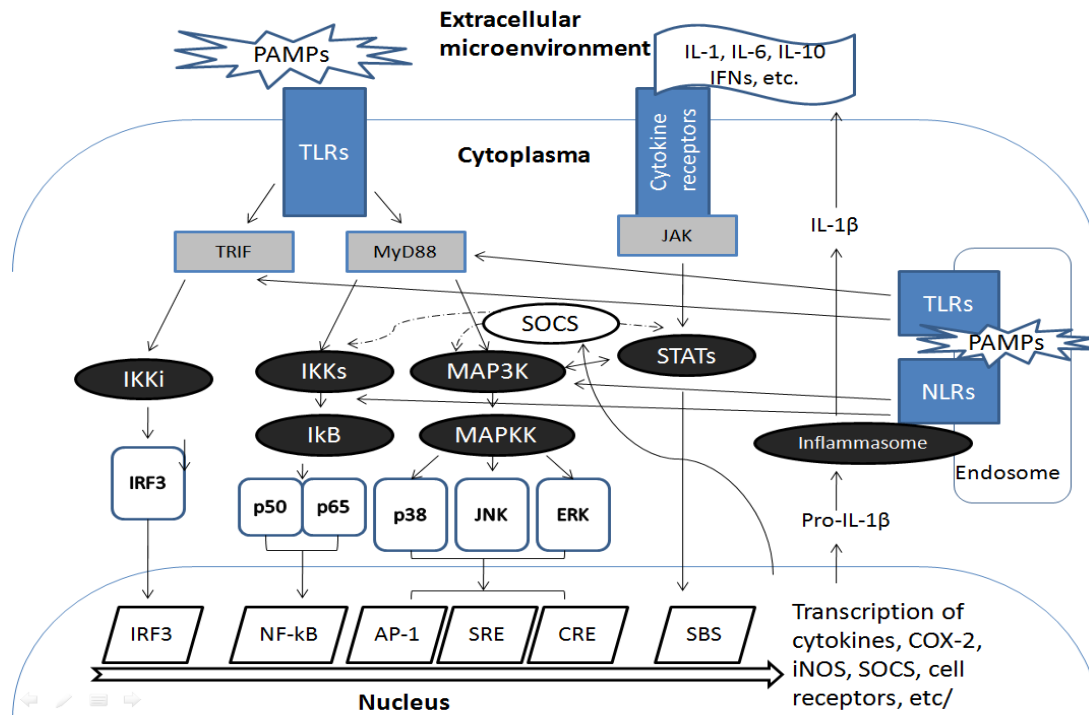 Extracellular
microenvironment
PAMPs
IL-1, IL-6, IL-10
IFNs, etc.
TLRs
Cytoplasma
Cytokine
receptors
TRIF
MyD88
JAK
IL-1β
SOCS
TLRs
PAMPs
NLRs
IKKi
IKKs
MAP3K
STATs
IkB
MAPKK
Inflammasome
Endosome
IRF3
p50
p65
p38
JNK
ERK
Pro-IL-1β
IRF3
NF-kB
AP-1
SRE
CRE
SBS
Transcription of
cytokines, COX-2,
iNOS, SOCS, cell
receptors, etc/
Nucleus